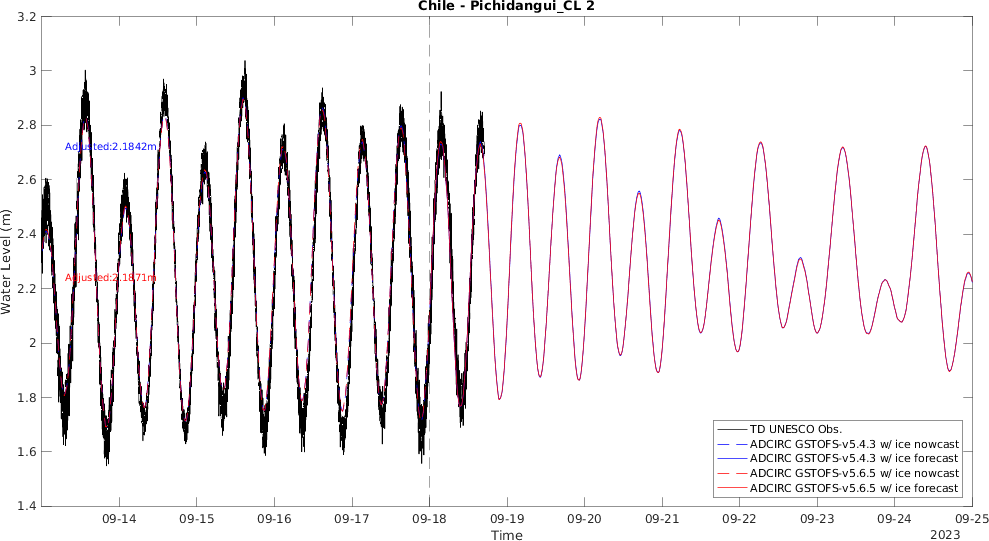 Chile - Pichidangui_CL 2
3.2
3
2.8
2.6
2.4
2.2
2
1.8
1.6
1.4
Water Level (m)
Adjusted:2.1842m
Adjusted:2.1871m
TD UNESCO Obs.
ADCIRC GSTOFS-v5.4.3 w/ ice nowcast
ADCIRC GSTOFS-v5.4.3 w/ ice forecast
ADCIRC GSTOFS-v5.6.5 w/ ice nowcast
ADCIRC GSTOFS-v5.6.5 w/ ice forecast
09-14 09-15 09-16 09-17 09-18 09-19 09-20 09-21 09-22 09-23 09-24 09-25
Time
2023